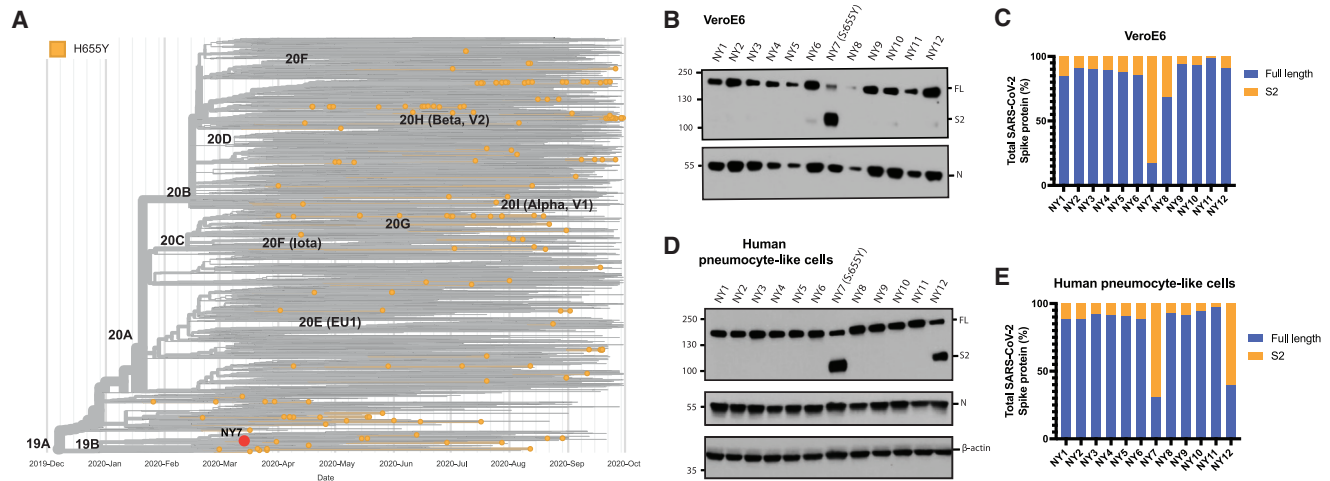 A
H655Y
20F
20H (Beta, V2)
20D
20B
20I (Alpha, V1)
20G
20C
20F (Iota)
20E (EU1)
20A
NY7
19A
19B
2019-Dec
2020-Jan
2020-Feb
2020-Mar
2020-Apr
2020-May
2020-Jun
2020-Jul
2020-Aug
2020-Sep
2020-Oct
Date
B
VeroE6
NY1
NY2
NY3
NY4
NY5
NY6
NY7 (S:655Y)
NY8
NY9
NY10
NY11
NY12
250
130
100
55
FL
S2
N
C
VeroE6
Total SARS-CoV-2
Spike protein (%)
100
50
0
NY1
NY2
NY3
NY4
NY5
NY6
NY7
NY8
NY9
NY10
NY11
NY12
Full length
S2
D
Human
pneumocyte-like cells
NY1
NY2
NY3
NY4
NY5
NY6
NY7 (S:655Y)
NY8
NY9
NY10
NY11
NY12
250
130
100
55
35
FL
S2
N
β-actin
E
Human pneumocyte-like cells
Total SARS-CoV-2
Spike protein (%)
100
50
0
NY1
NY2
NY3
NY4
NY5
NY6
NY7
NY8
NY9
NY10
NY11
NY12
Full length
S2